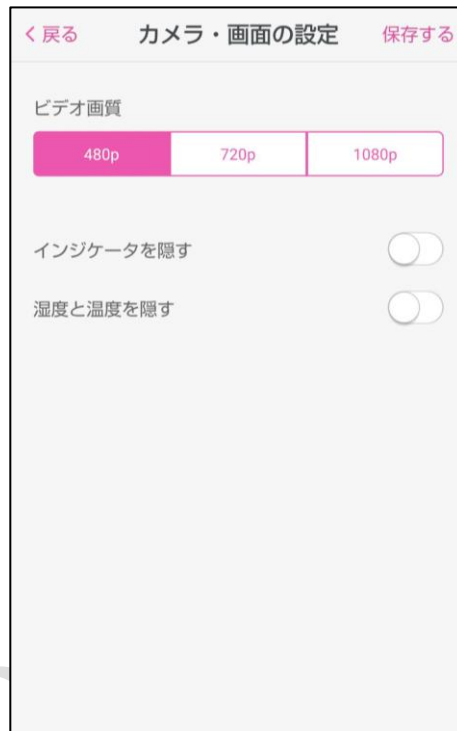 < 戻る カメラ・画面の設定 保存する
ビデオ画質
480p 720p 1080p
インジケータを隠す
湿度と温度を隠す